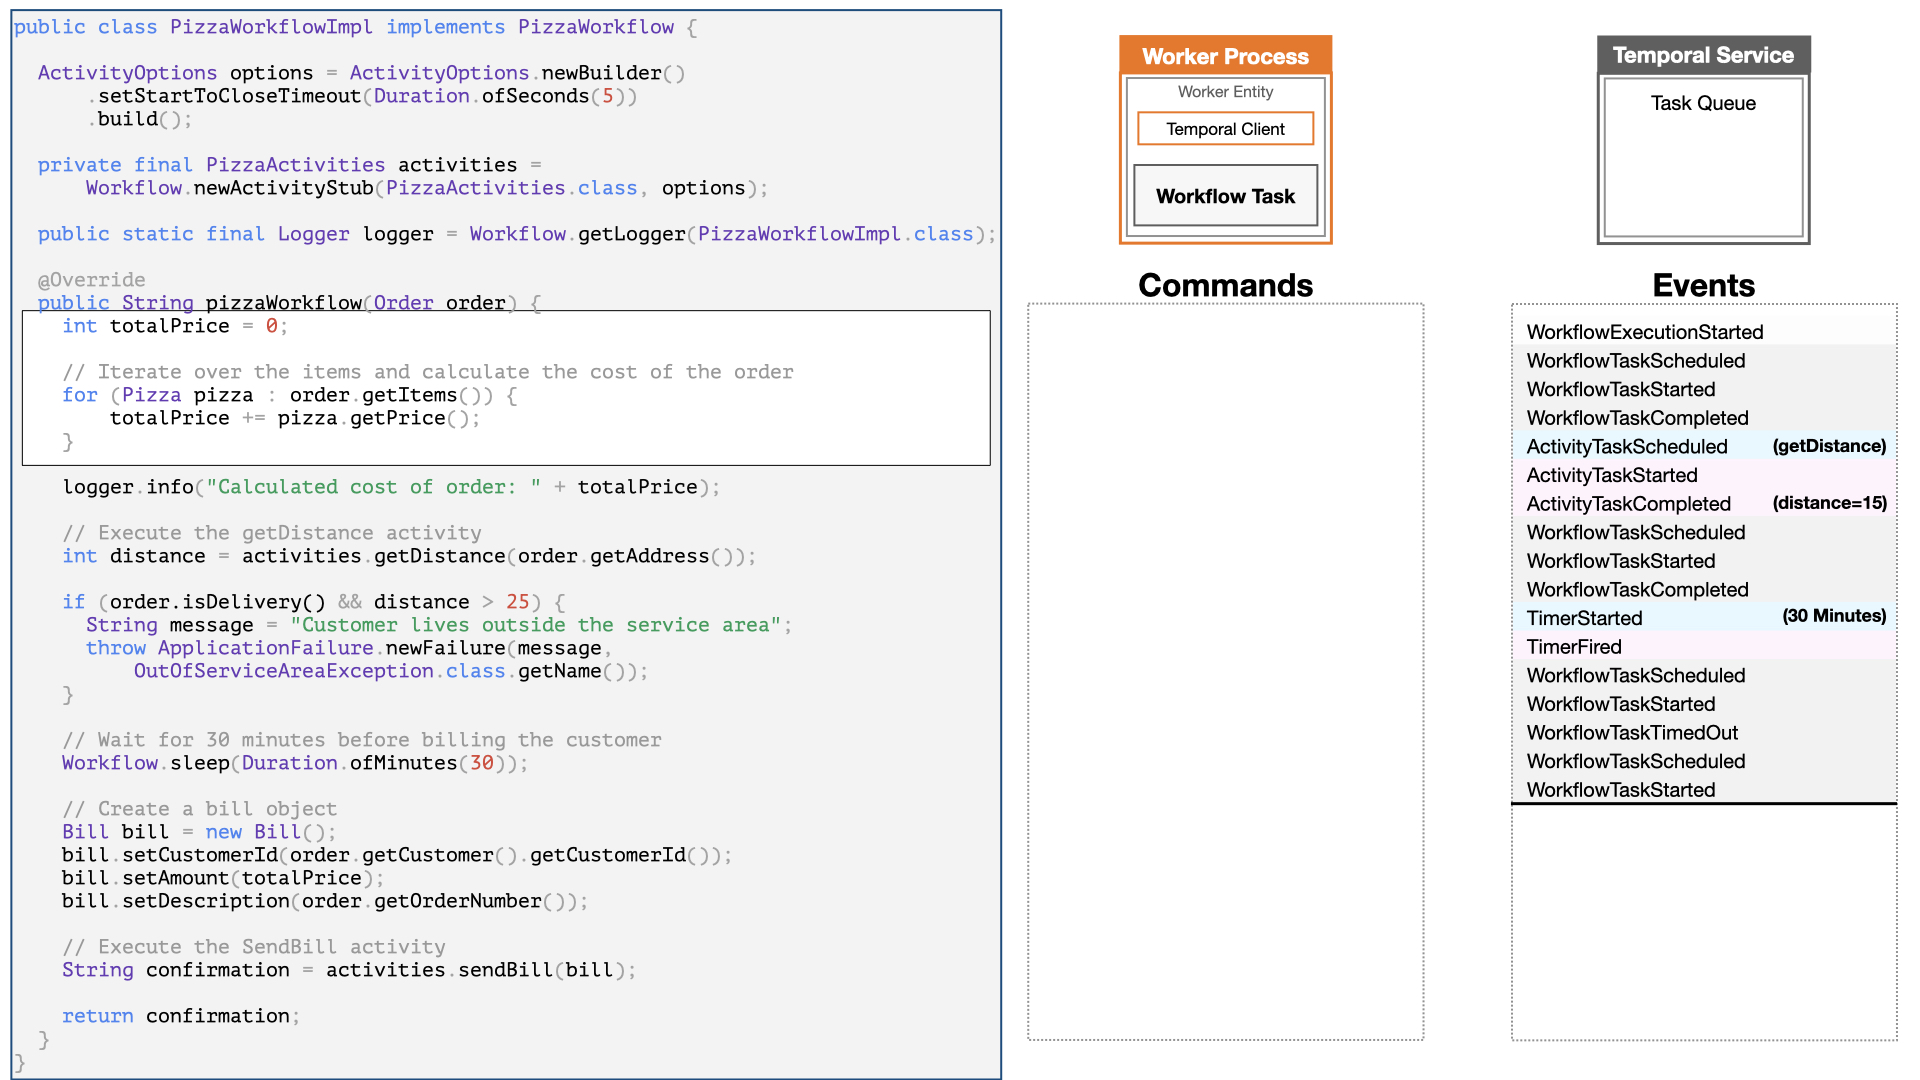 public class PizzaWorkflowImpl implements PizzaWorkflow {
ActivityOptions options = ActivityOptions.newBuilder()
.setStartToCloseTimeout(Duration.ofSeconds(5))
.build();
private final PizzaActivities activities =
Workflow.newActivityStub(PizzaActivities.class, options);
public static final Logger logger = Workflow.getLogger(PizzaWorkflowImpl.class);
@Override
public String pizzaWorkflow(Order order) {
int totalPrice = 0;
// Iterate over the items and calculate the cost of the order
for (Pizza pizza : order.getItems()) {
totalPrice += pizza.getPrice();
}
logger.info("Calculated cost of order: " + totalPrice);
// Execute the getDistance activity
int distance = activities.getDistance(order.getAddress());
if (order.isDelivery() && distance > 25) {
String message = "Customer lives outside the service area";
throw ApplicationFailure.newFailure(message,
OutOfServiceAreaException.class.getName());
}
// Wait for 30 minutes before billing the customer
Workflow.sleep(Duration.ofMinutes(30));
// Create a bill object
Bill bill = new Bill();
bill.setCustomerId(order.getCustomer().getCustomerId());
bill.setAmount(totalPrice);
bill.setDescription(order.getOrderNumber());
// Execute the SendBill activity
String confirmation = activities.sendBill(bill);
return confirmation;
}
}
Worker Process
Worker Entity
Temporal Client
Workflow Task
Commands
Temporal Service
Task Queue
Events
WorkflowExecutionStarted
WorkflowTaskScheduled
WorkflowTaskStarted
WorkflowTaskCompleted
ActivityTaskScheduled (getDistance)
ActivityTaskStarted
ActivityTaskCompleted (distance=15)
WorkflowTaskScheduled
WorkflowTaskStarted
WorkflowTaskCompleted
TimerStarted (30 Minutes)
TimerFired
WorkflowTaskScheduled
WorkflowTaskStarted
WorkflowTaskTimedOut
WorkflowTaskScheduled
WorkflowTaskStarted